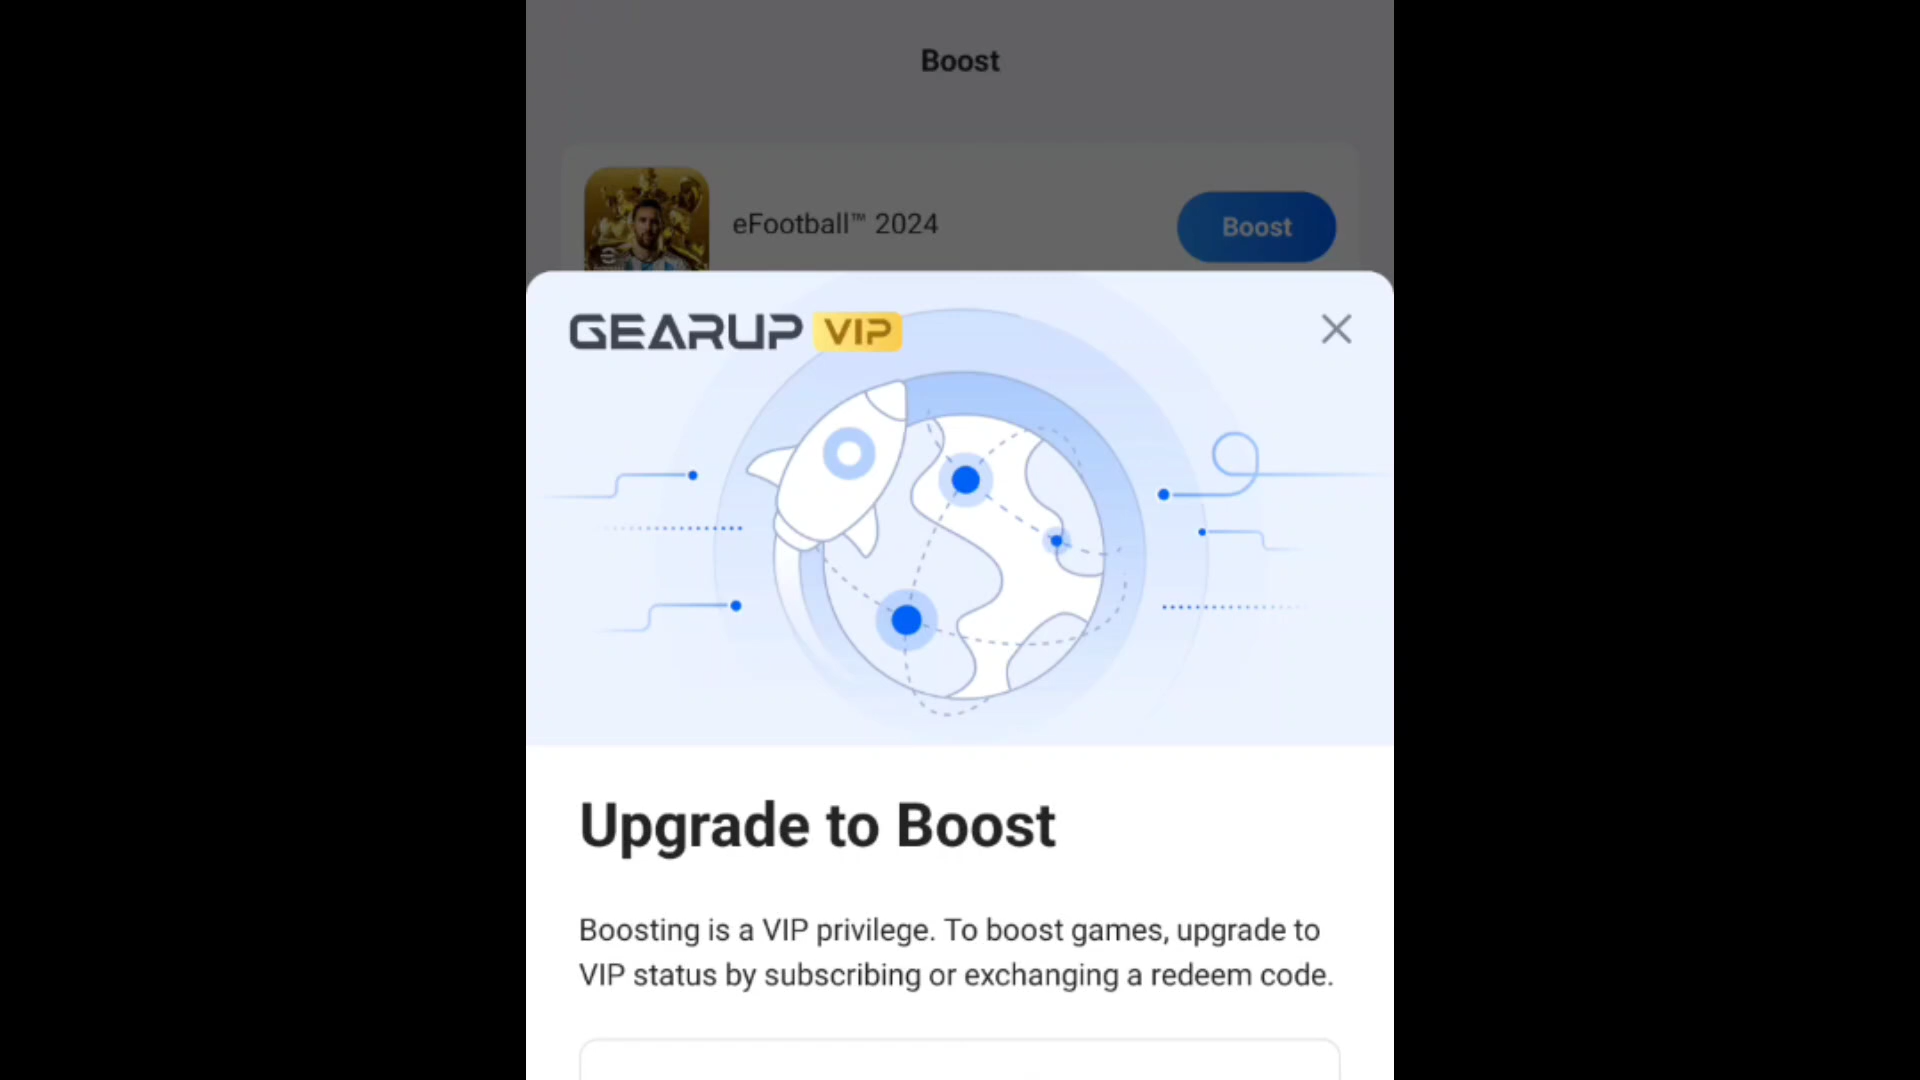 Boost
eFootball™ 2024
Boost
GEARUP VIP
Upgrade to Boost
Boosting is a VIP privilege. To boost games, upgrade to
VIP status by subscribing or exchanging a redeem code.